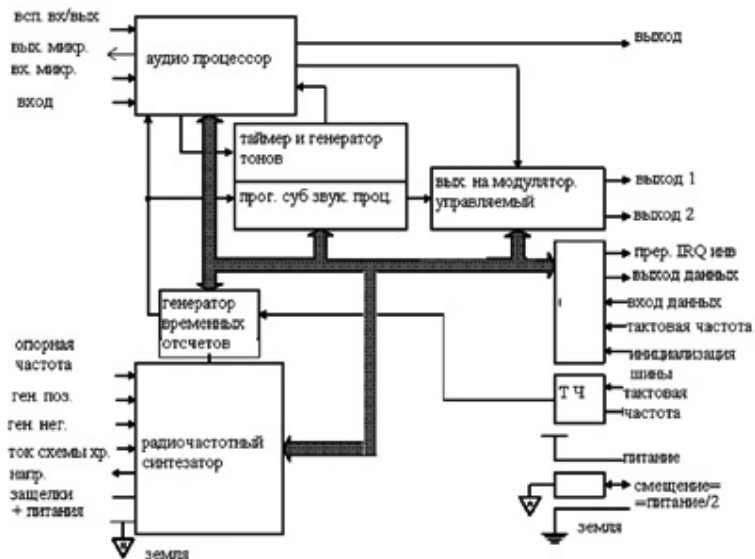 всп. вх/вых
вых. микр.
вх. микр.
вход
аудио процессор
выход
таймер и генератор
тонов
прог. суб звук. проц.
вых. на модулятор.
управляемый
выход 1
выход 2
прер. IRQ инв
выход данных
вход данных
тактовая частота
инициализация
шины
генератор
временных
отсчетов
опорная
частота
ген. поз.
ген. нег.
ток схемы хр.
напр.
защелки
+ питания
радиочастотный
синтезатор
Т Ч
тактовая
частота
питание
смещение=
=питание/2
земля
земля